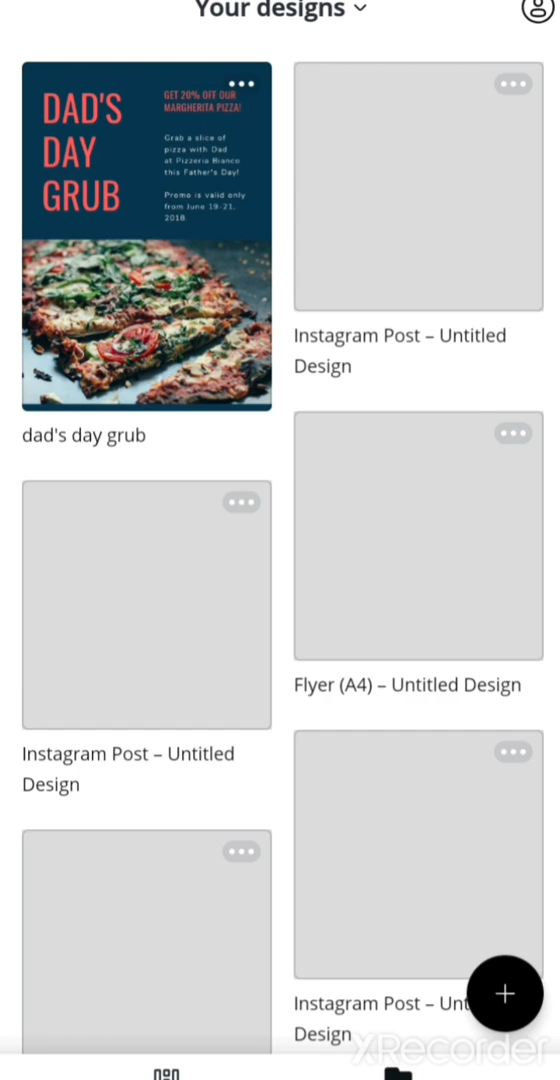 Your designs
DAD'S
DAY
GRUB
GET 20% OFF OUR
MARGHERITA PIZZA!
Grab a slice of
pizza with Dad
at Pizzeria Bianco
this Father's Day!
Promo is valid only
from June 19-21,
2018.
dad's day grub
Instagram Post – Untitled
Design
Flyer (A4) – Untitled Design
Instagram Post – Untitled
Design
Instagram Post – Unt
Design
XRecorder